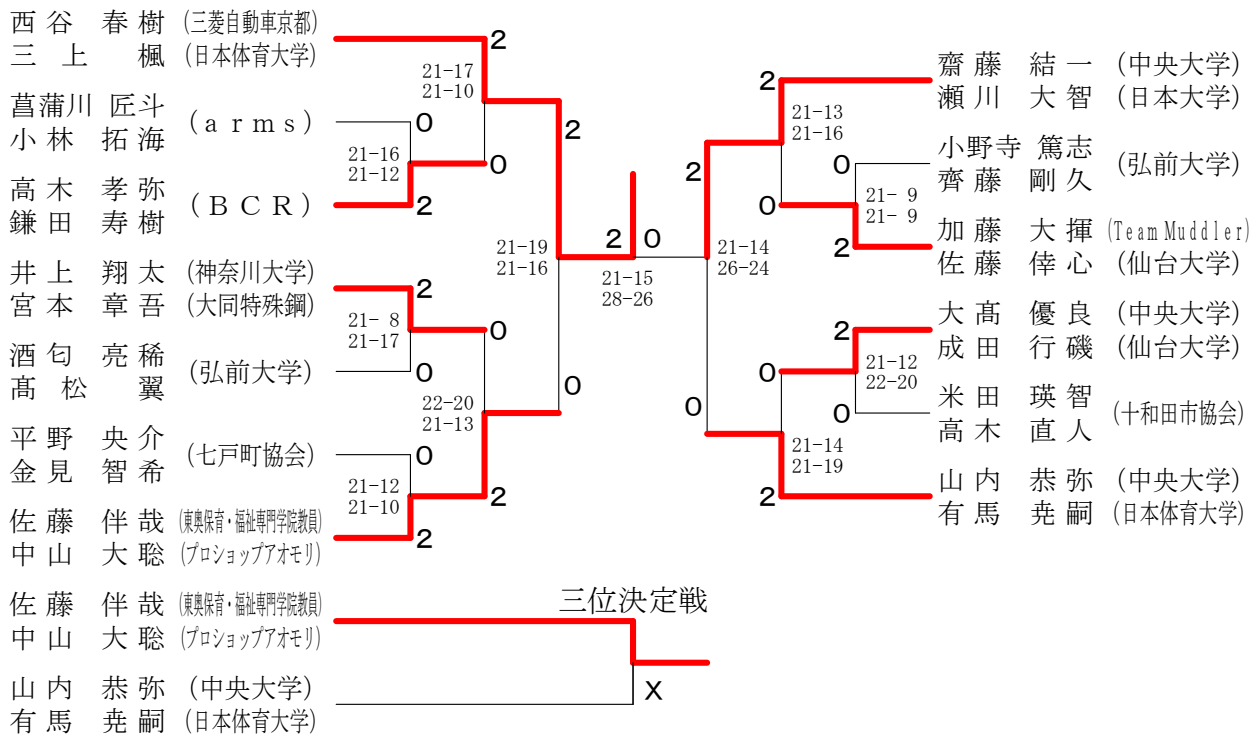 西谷 春樹 (三菱自動車京都)
三上 楓 (日本体育大学)
2
21-17
21-10
菖蒲川 匠斗
小林 拓海
(arms)
0
21-16
21-12
0
高木 孝弥
鎌田 寿樹
(BCR)
2
2
21-19
21-16
井上 翔太 (神奈川大学)
宮本 章吾 (大同特殊鋼)
2
21- 8
21-17
0
酒匂 亮稀
髙松 翼
(弘前大学)
0
22-20
21-13
0
平野 央介
金見 智希
(七戸町協会)
0
21-12
21-10
2
佐藤 伴哉 (東奥保育・福祉専門学院教員)
中山 大聡 (プロショップアオモリ)
2
2 0
21-15
28-26
齋藤 結一 (中央大学)
瀬川 大智 (日本大学)
2
21-13
21-16
小野寺 篤志
齊藤 剛久
(弘前大学)
0
21- 9
21- 9
0
加藤 大揮 (Team Muddler)
佐藤 倖心 (仙台大学)
2
2
21-14
26-24
大髙 優良 (中央大学)
成田 行磯 (仙台大学)
2
21-12
22-20
0
米田 瑛智
高木 直人
(十和田市協会)
0
0
21-14
21-19
山内 恭弥 (中央大学)
有馬 尭嗣 (日本体育大学)
2
三位決定戦
佐藤 伴哉 (東奥保育・福祉専門学院教員)
中山 大聡 (プロショップアオモリ)
山内 恭弥 (中央大学)
有馬 尭嗣 (日本体育大学)
X